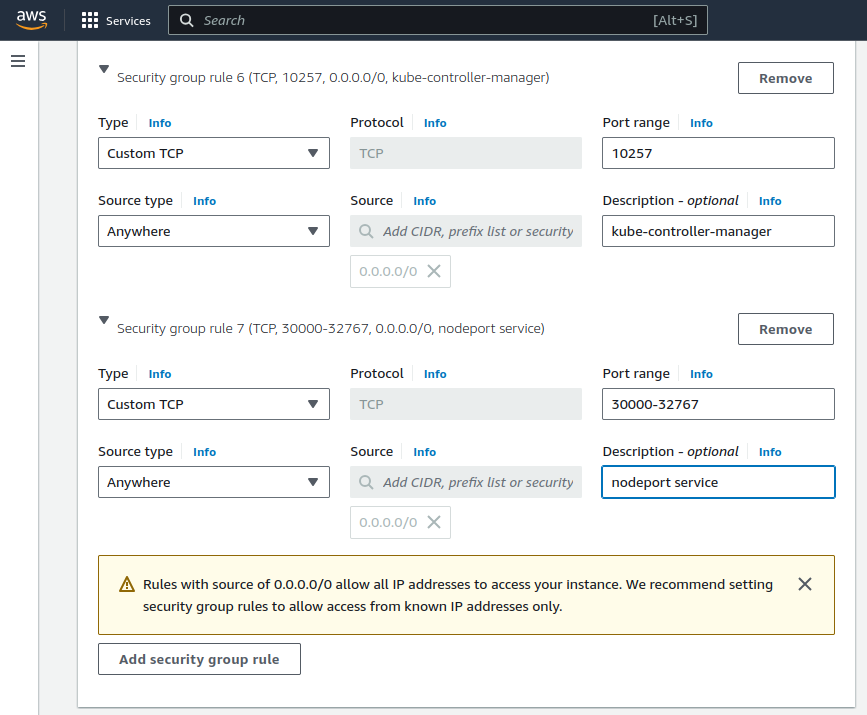 aws Services Search [Alt+S]
Security group rule 6 (TCP, 10257, 0.0.0.0/0, kube-controller-manager)
Remove
Type Info Protocol Info Port range Info
Custom TCP TCP 10257
Source type Info Source Info Description - optional Info
Anywhere Add CIDR, prefix list or security kube-controller-manager
0.0.0.0/0
Security group rule 7 (TCP, 30000-32767, 0.0.0.0/0, nodeport service)
Remove
Type Info Protocol Info Port range Info
Custom TCP TCP 30000-32767
Source type Info Source Info Description - optional Info
Anywhere Add CIDR, prefix list or security nodeport service
0.0.0.0/0
Rules with source of 0.0.0.0/0 allow all IP addresses to access your instance. We recommend setting
security group rules to allow access from known IP addresses only.
Add security group rule